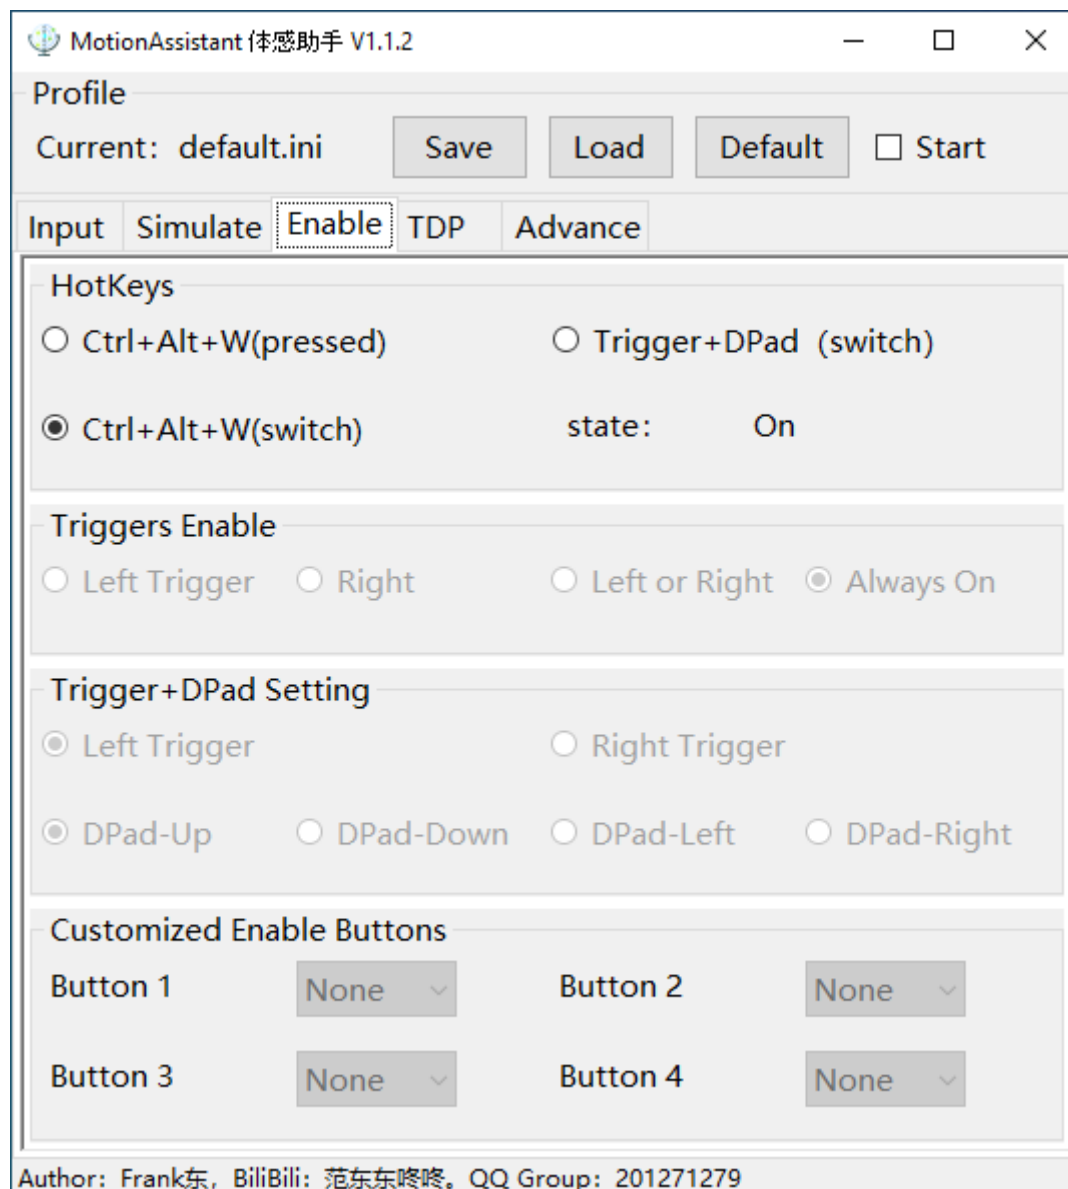 MotionAssistant 体感助手 V1.1.2
Profile
Current： default.ini Save Load Default Start
Input Simulate Enable TDP Advance
HotKeys
Ctrl+Alt+W(pressed) Trigger+DPad（switch）
Ctrl+Alt+W(switch) state： On
Triggers Enable
Left Trigger Right Left or Right Always On
Trigger+DPad Setting
Left Trigger Right Trigger
DPad-Up DPad-Down DPad-Left DPad-Right
Customized Enable Buttons
Button 1 None Button 2 None
Button 3 None Button 4 None
Author：Frank东，BiliBili：范东东咚咚。QQ Group：201271279